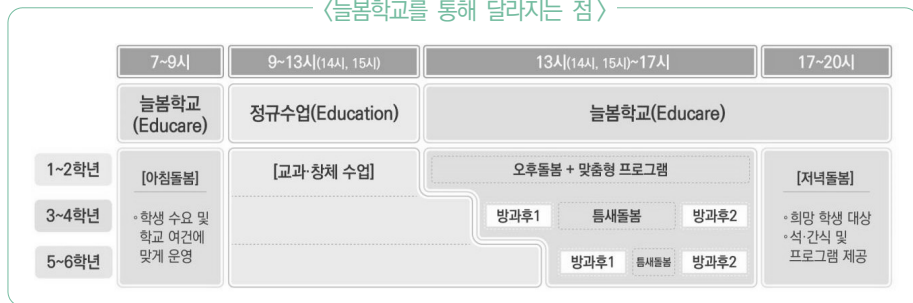 〈늘봄학교를 통해 달라지는 점〉
7~9시 9~13시(14시, 15시) 13시(14시, 15시)~17시 17~20시
늘봄학교
(Educare)
정규수업(Education)
늘봄학교(Educare)
1~2학년
3~4학년
5~6학년
[아침돌봄]
◦학생 수요 및
학교 여건에
맞게 운영
[교과·창체 수업]
오후돌봄 + 맞춤형 프로그램
방과후1 틈새돌봄 방과후2
방과후1 틈새돌봄 방과후2
[저녁돌봄]
◦희망 학생 대상
◦석·간식 및
프로그램 제공